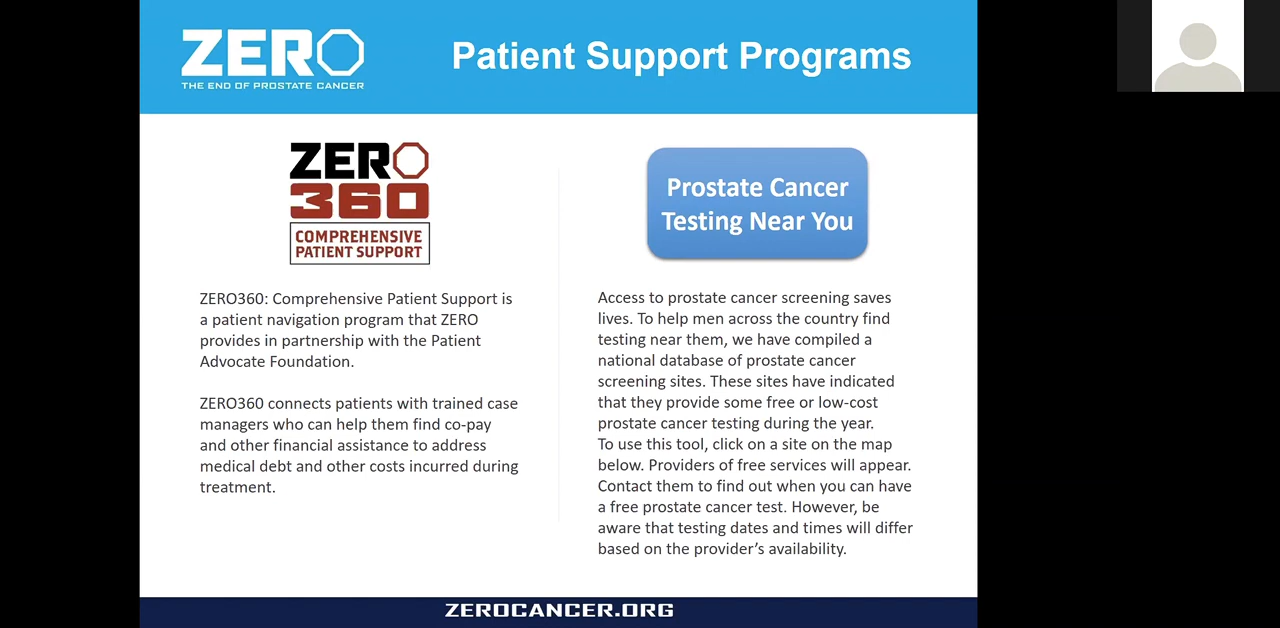 ZERO
THE END OF PROSTATE CANCER
Patient Support Programs
ZERO
360
COMPREHENSIVE
PATIENT SUPPORT
ZERO360: Comprehensive Patient Support is
a patient navigation program that ZERO
provides in partnership with the Patient
Advocate Foundation.
ZERO360 connects patients with trained case
managers who can help them find co-pay
and other financial assistance to address
medical debt and other costs incurred during
treatment.
Prostate Cancer
Testing Near You
Access to prostate cancer screening saves
lives. To help men across the country find
testing near them, we have compiled a
national database of prostate cancer
screening sites. These sites have indicated
that they provide some free or low-cost
prostate cancer testing during the year.
To use this tool, click on a site on the map
below. Providers of free services will appear.
Contact them to find out when you can have
a free prostate cancer test. However, be
aware that testing dates and times will differ
based on the provider’s availability.
ZEROCANCER.ORG